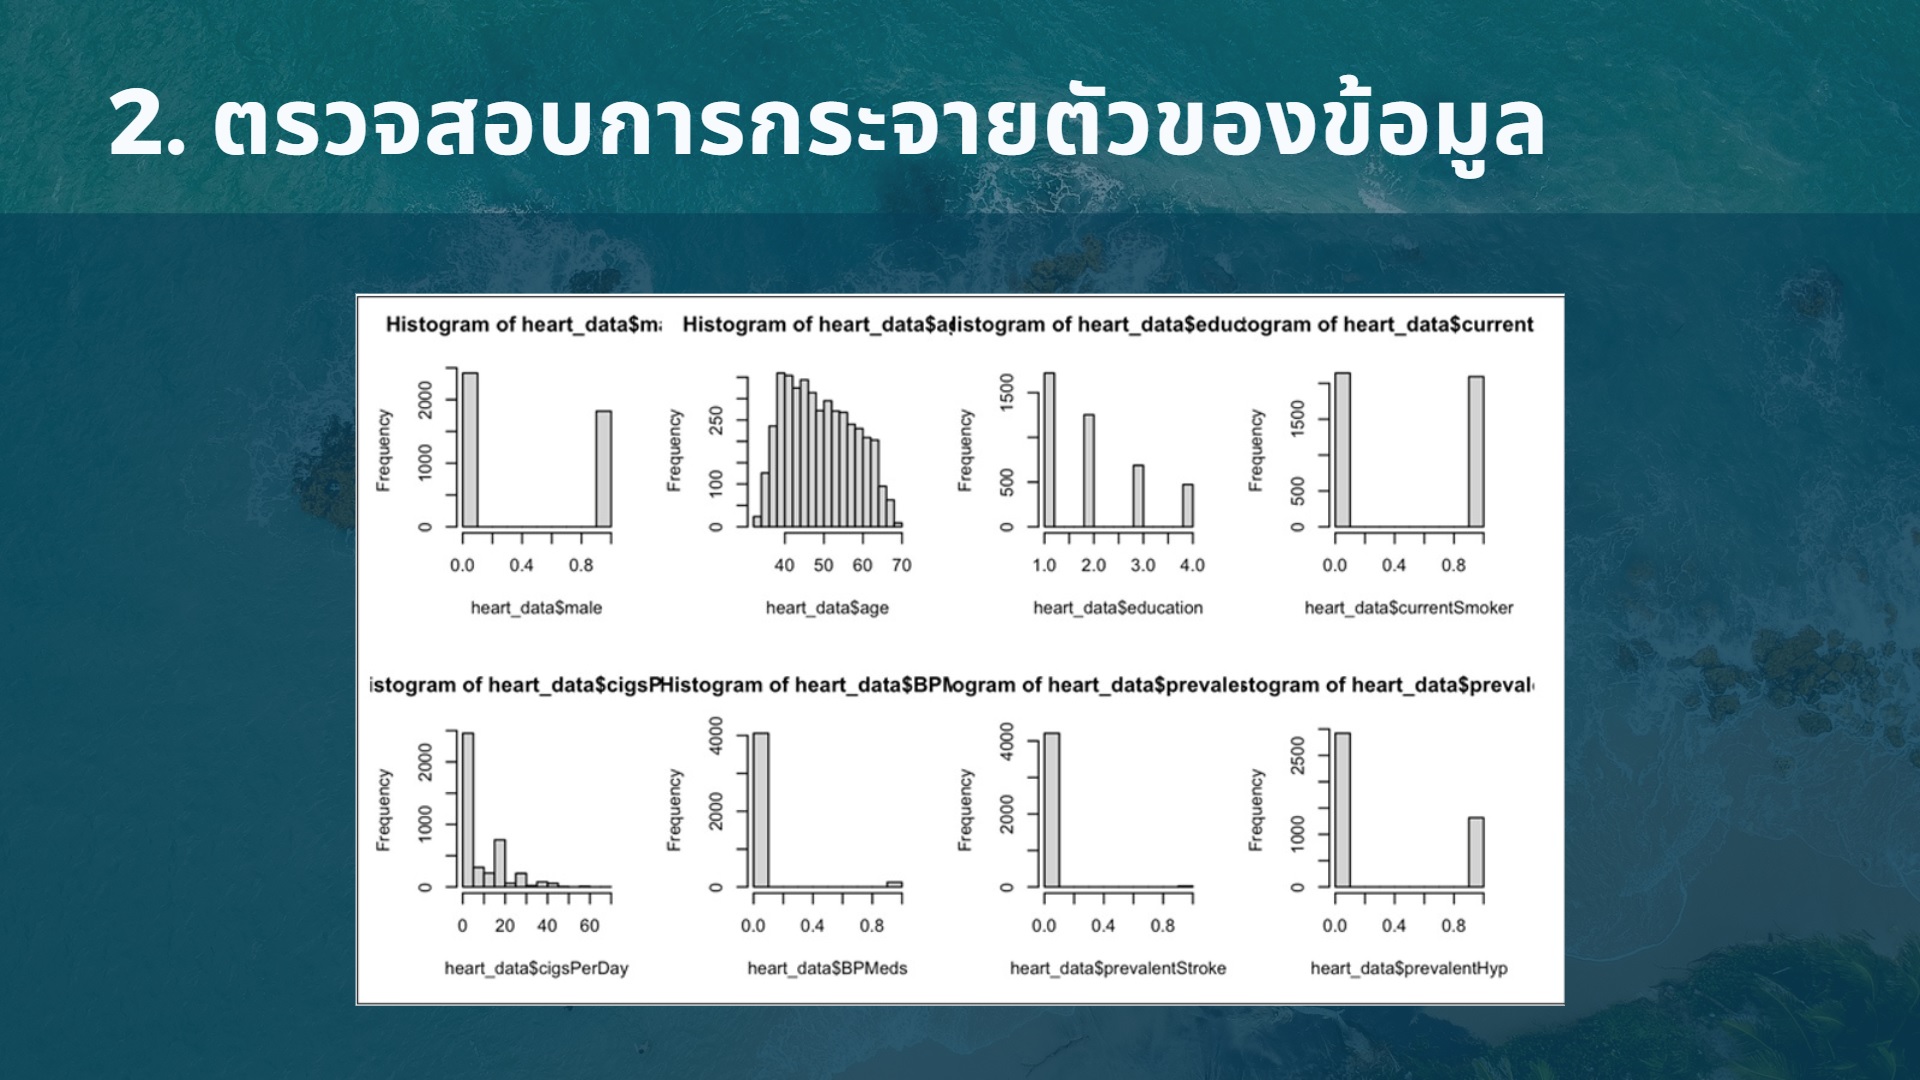 2. ตรวจสอบการกระจายตัวของข้อมูล
Histogram of heart_data$ma
Histogram of heart_data$ag
istogram of heart_data$educ
togram of heart_data$current
Frequency
0 1000 2000
0.0 0.4 0.8
heart_data$male
Frequency
0 100 250
40 50 60 70
heart_data$age
Frequency
0 500 1500
1.0 2.0 3.0 4.0
heart_data$education
Frequency
0 500 1500
0.0 0.4 0.8
heart_data$currentSmoker
istogram of heart_data$cigsP
Histogram of heart_data$BPM
ogram of heart_data$prevale
stogram of heart_data$preval
Frequency
0 1000 2000
0 20 40 60
heart_data$cigsPerDay
Frequency
0 2000 4000
0.0 0.4 0.8
heart_data$BPMeds
Frequency
0 2000 4000
0.0 0.4 0.8
heart_data$prevalentStroke
Frequency
0 1000 2500
0.0 0.4 0.8
heart_data$prevalentHyp